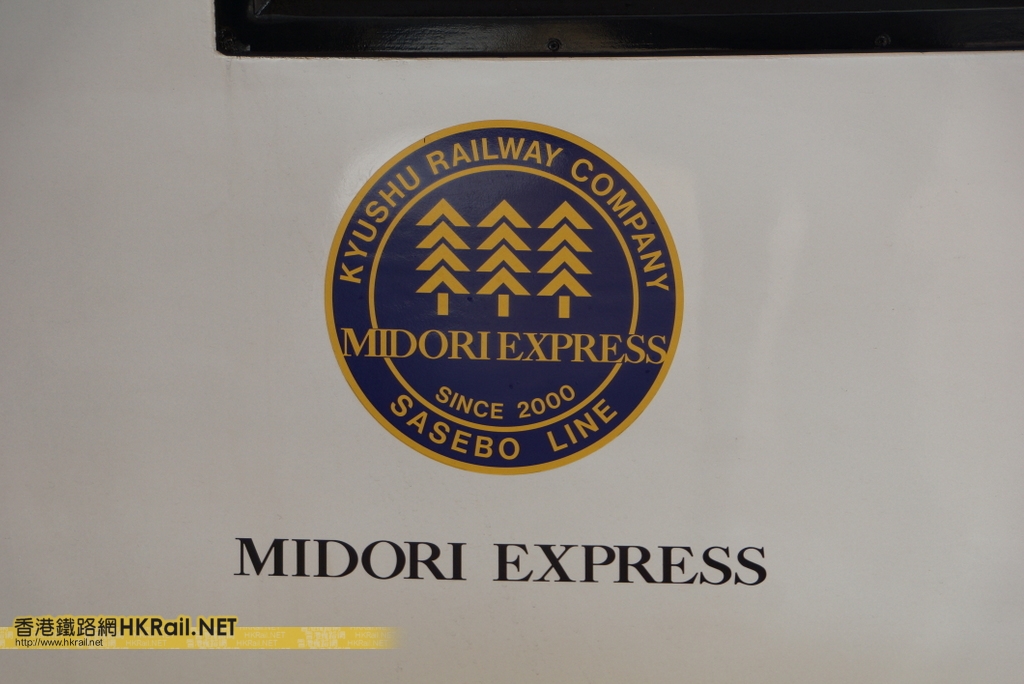 KYUSHU RAILWAY COMPANY
MIDORI EXPRESS
SINCE 2000
SASEBO LINE
MIDORI EXPRESS
香港鐵路網HKRail.NET
http://www.hkrail.net